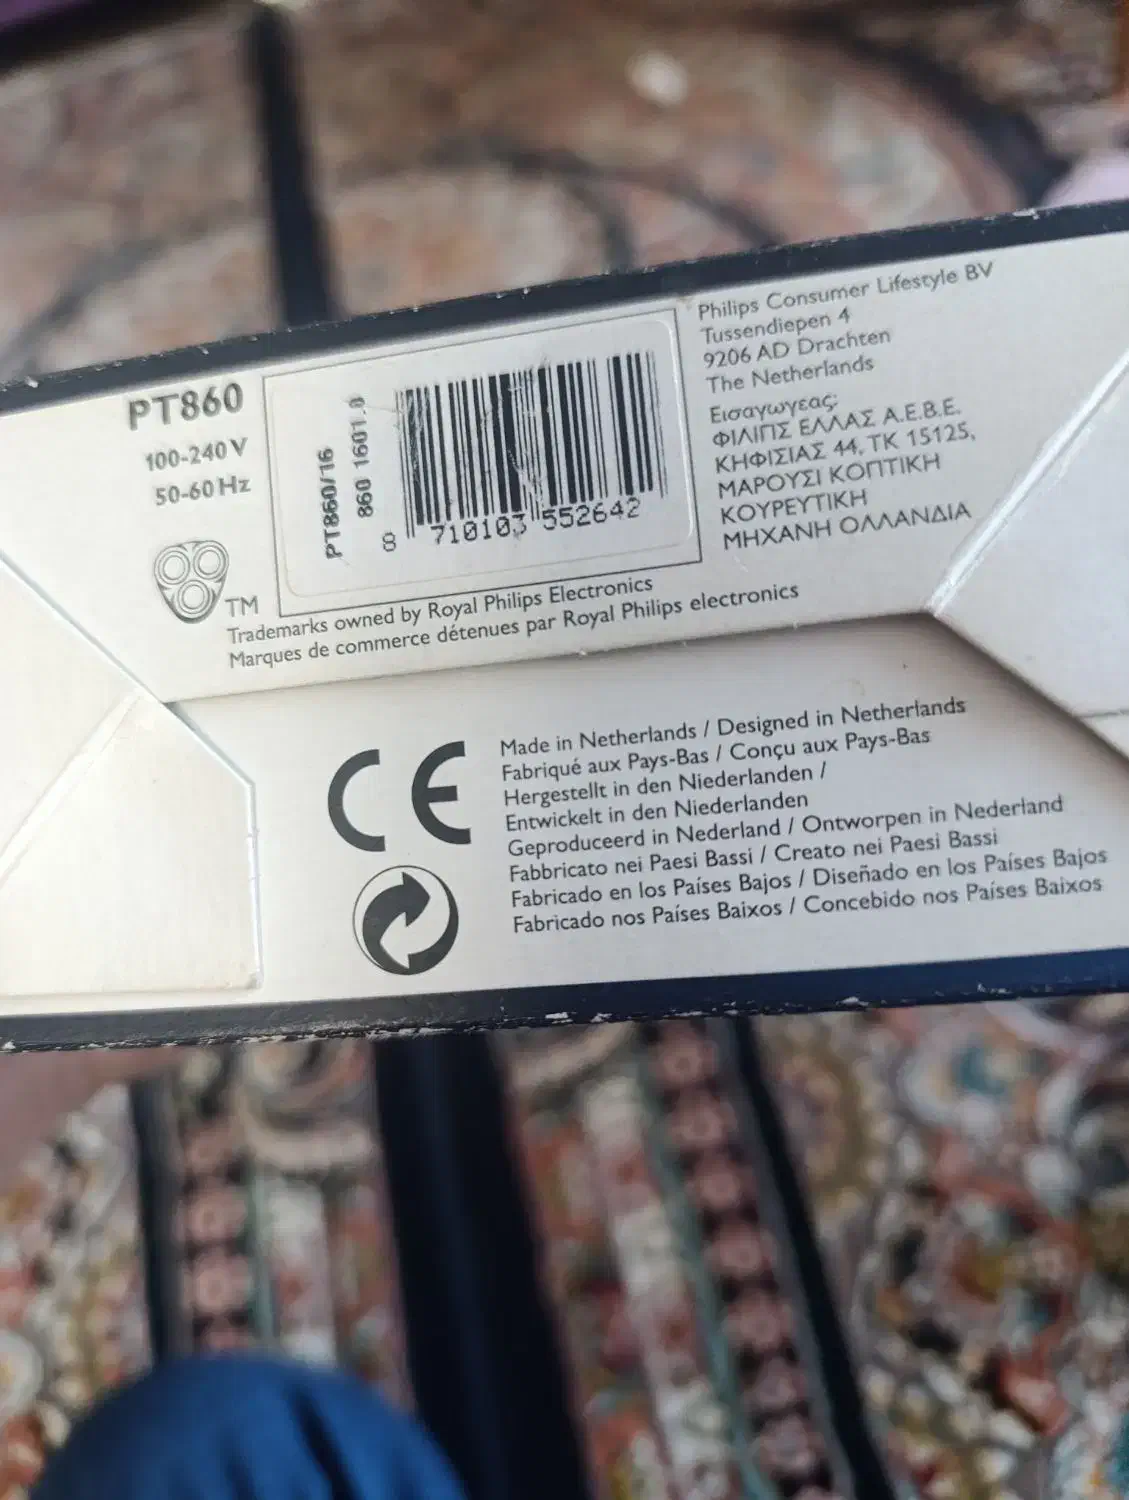 PT860
100-240 V
50-60 Hz
TM
PT860/16
860 1601.0
8 710103 552642
Trademarks owned by Royal Philips Electronics
Marques de commerce détenues par Royal Philips electronics
Philips Consumer Lifestyle BV
Tussendiepen 4
9206 AD Drachten
The Netherlands
Εισαγωγεας:
ΦΙΛΙΠΣ ΕΛΛΑΣ Α.Ε.Β.Ε.
ΚΗΦΙΣΙΑΣ 44, ΤΚ 15125,
ΜΑΡΟΥΣΙ ΚΟΠΤΙΚΗ
ΚΟΥΡΕΥΤΙΚΗ
ΜΗΧΑΝΗ ΟΛΛΑΝΔΙΑ
CE
Made in Netherlands / Designed in Netherlands
Fabriqué aux Pays-Bas / Conçu aux Pays-Bas
Hergestellt in den Niederlanden /
Entwickelt in den Niederlanden
Geproduceerd in Nederland / Ontworpen in Nederland
Fabbricato nei Paesi Bassi / Creato nei Paesi Bassi
Fabricado en los Países Bajos / Diseñado en los Países Bajos
Fabricado nos Países Baixos / Concebido nos Países Baixos